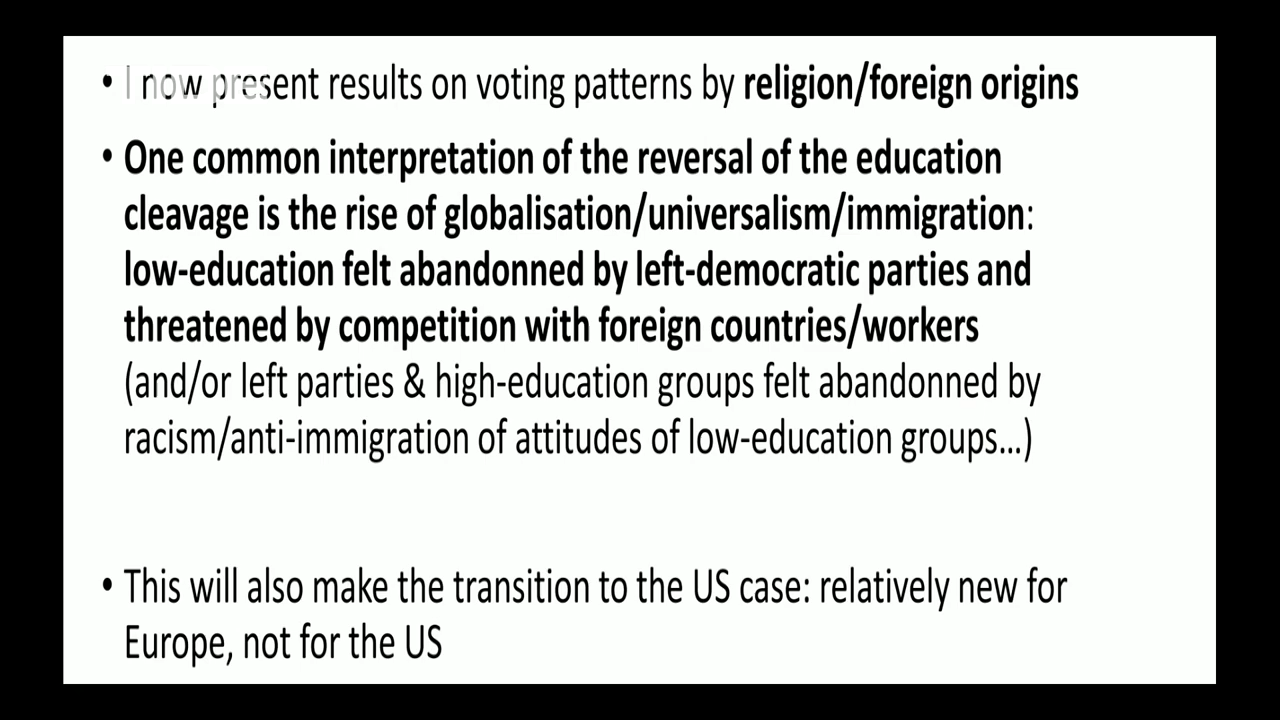 • I now present results on voting patterns by religion/foreign origins
• One common interpretation of the reversal of the education
cleavage is the rise of globalisation/universalism/immigration:
low-education felt abandonned by left-democratic parties and
threatened by competition with foreign countries/workers
(and/or left parties & high-education groups felt abandonned by
racism/anti-immigration of attitudes of low-education groups…)
• This will also make the transition to the US case: relatively new for
Europe, not for the US